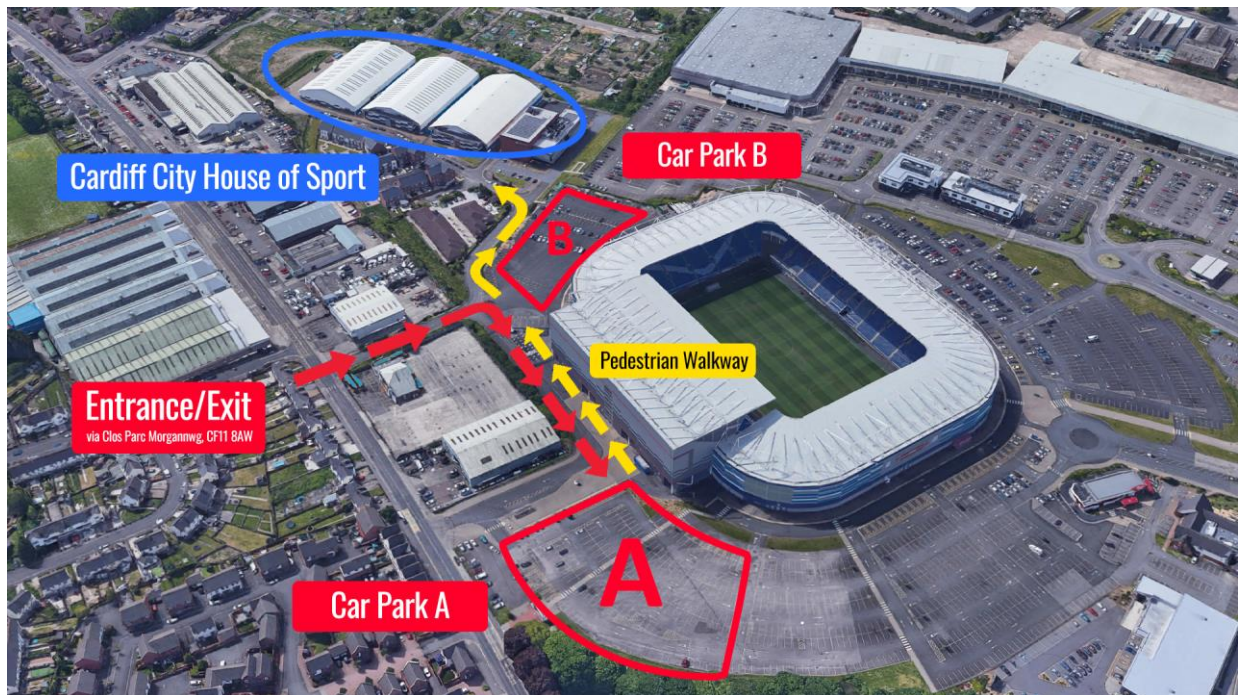 Car Park B
Cardiff City House of Sport
B
Pedestrian Walkway
Entrance/Exit
via Clos Parc Morgannwg, CF11 8AW
A
Car Park A